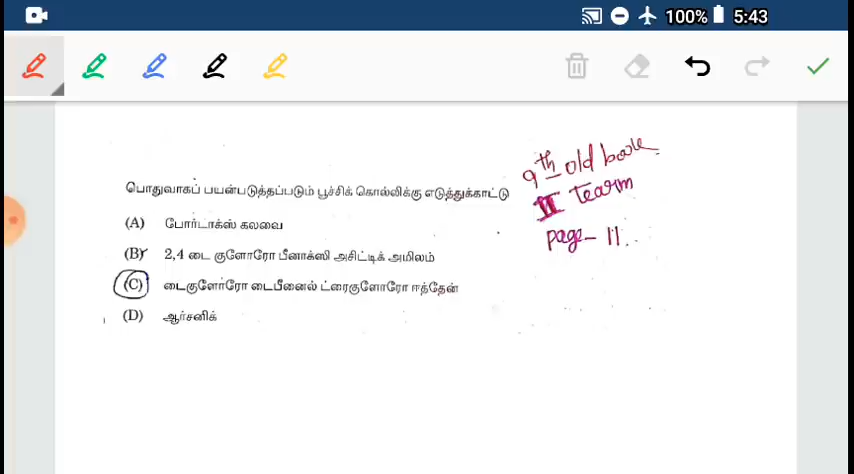 100% 5:43
9th old book
II tearm
page - 11..
பொதுவாகப் பயன்படுத்தப்படும் பூச்சிக் கொல்லிக்கு எடுத்துக்காட்டு
(A) போர்டாக்ஸ் கலவை
(B) 2,4 டை குளோரோ பீனாக்ஸி அசிட்டிக் அமிலம்
(C) டைகுளோரோ டைபீனைல் ட்ரைகுளோரோ ஈத்தேன்
(D) ஆர்சனிக்